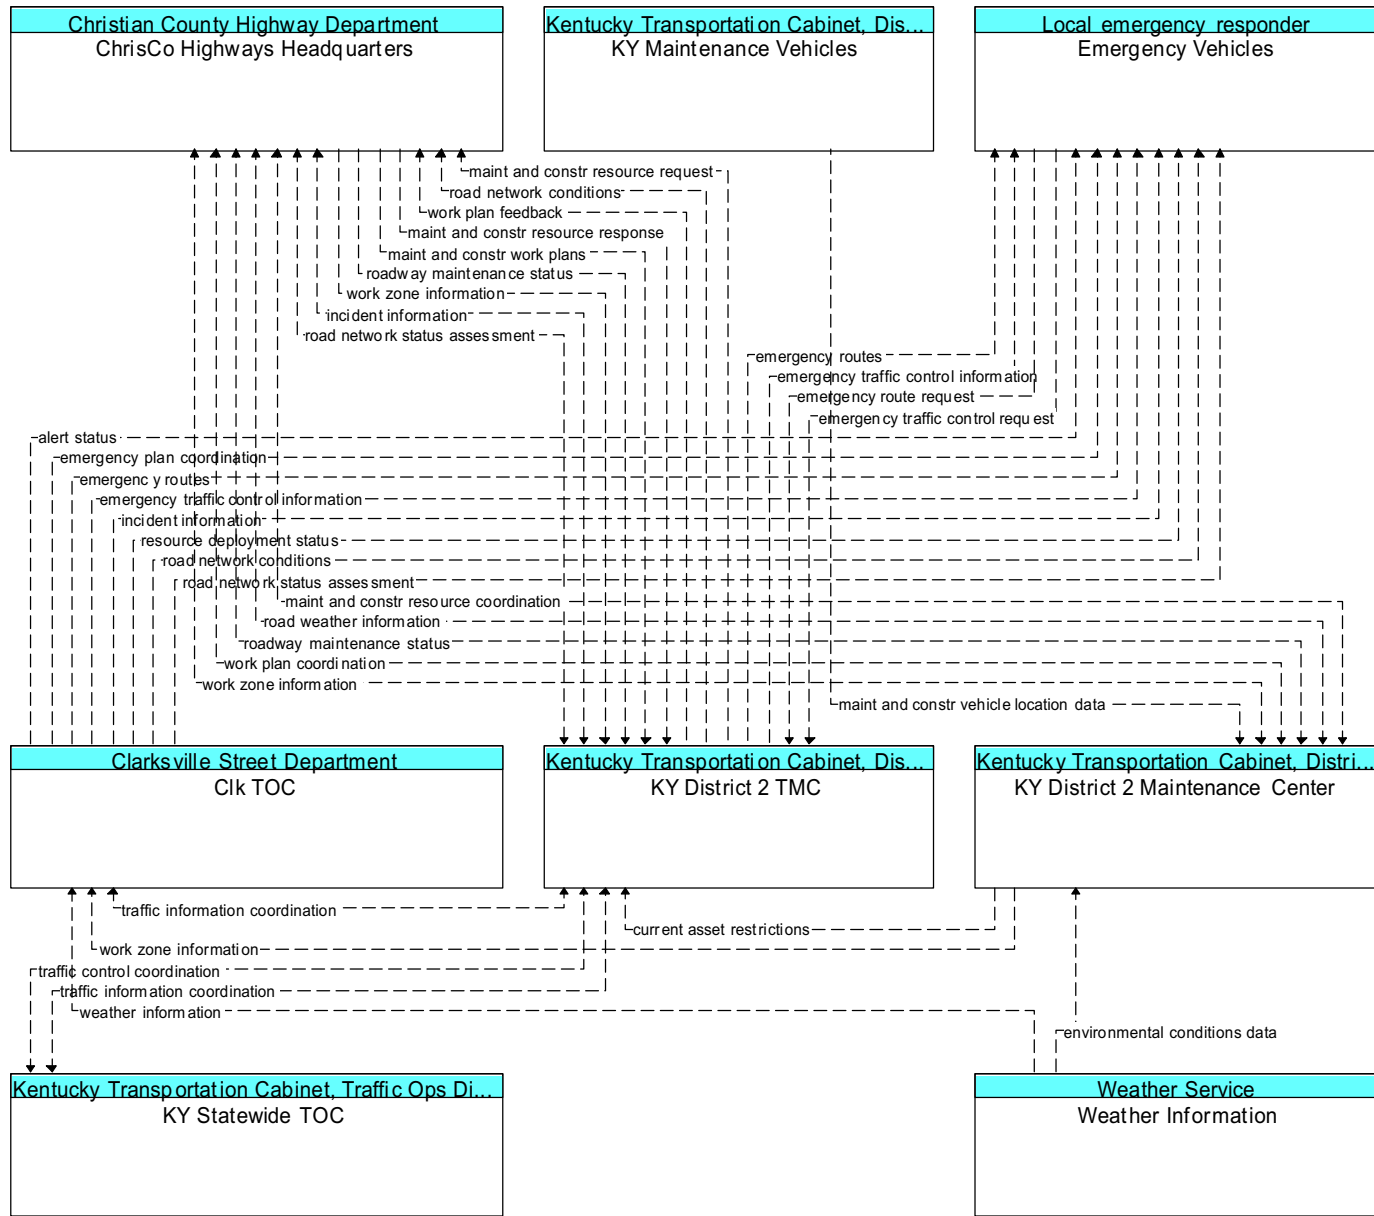 Christian County Highway Department
ChrisCo Highways Headquarters
Kentucky Transportation Cabinet, Dis...
KY Maintenance Vehicles
Local emergency responder
Emergency Vehicles
maint and constr resource request
road network conditions
work plan feedback
maint and constr resource response
maint and constr work plans
roadway maintenance status
work zone information
incident information
road network status assessment
emergency routes
emergency traffic control information
emergency route request
emergency traffic control request
alert status
emergency plan coordination
emergency routes
emergency traffic control information
incident information
resource deployment status
road network conditions
road network status assessment
maint and constr resource coordination
road weather information
roadway maintenance status
work plan coordination
work zone information
maint and constr vehicle location data
Clarksville Street Department
Clk TOC
Kentucky Transportation Cabinet, Dis...
KY District 2 TMC
Kentucky Transportation Cabinet, Distri...
KY District 2 Maintenance Center
traffic information coordination
current asset restrictions
work zone information
traffic control coordination
traffic information coordination
weather information
environmental conditions data
Kentucky Transportation Cabinet, Traffic Ops Di...
KY Statewide TOC
Weather Service
Weather Information